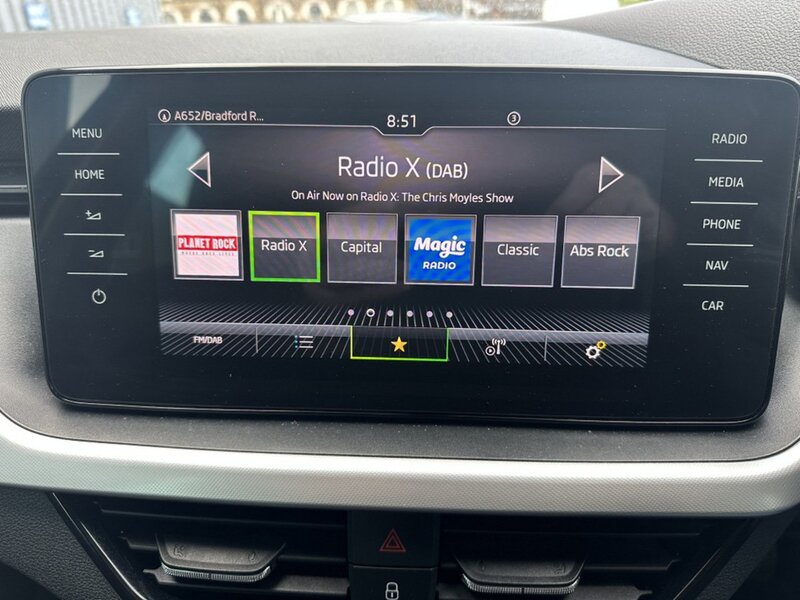 A652/Bradford R...
8:51
3
MENU
HOME
RADIO
MEDIA
PHONE
NAV
CAR
Radio X (DAB)
On Air Now on Radio X: The Chris Moyles Show
PLANET ROCK
Radio X
Capital
Magic
RADIO
Classic
Abs Rock
FM/DAB